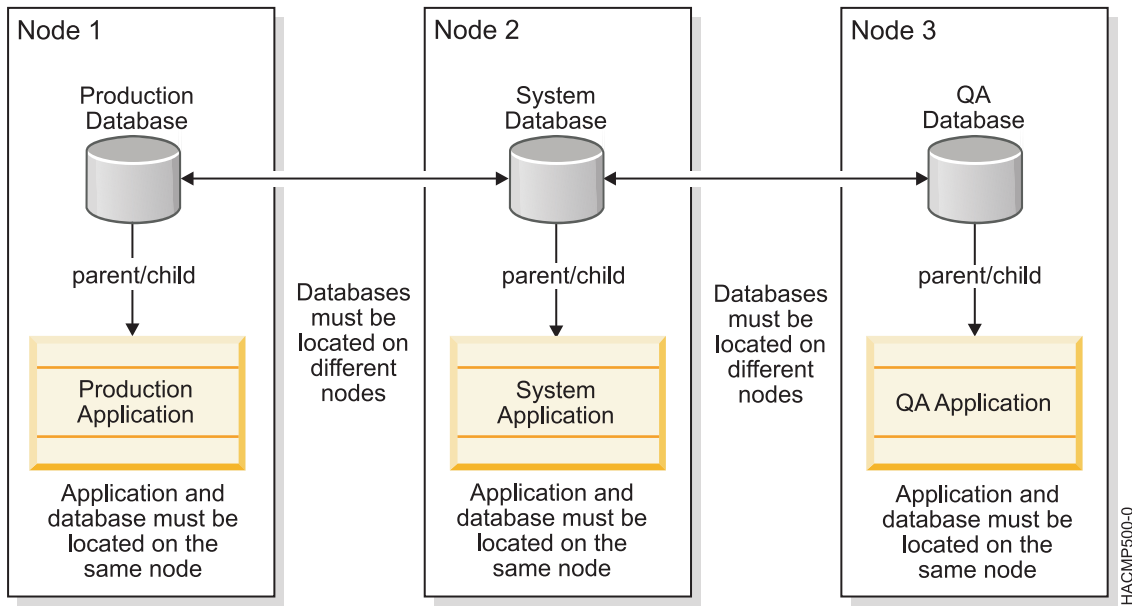 Node 1
Production
Database
parent/child
Production
Application
Application and
database must be
located on the
same node
Databases
must be
located on
different
nodes
Node 2
System
Database
parent/child
System
Application
Application and
database must be
located on the
same node
Databases
must be
located on
different
nodes
Node 3
QA
Database
parent/child
QA Application
Application and
database must be
located on the
same node
HACMP500-0